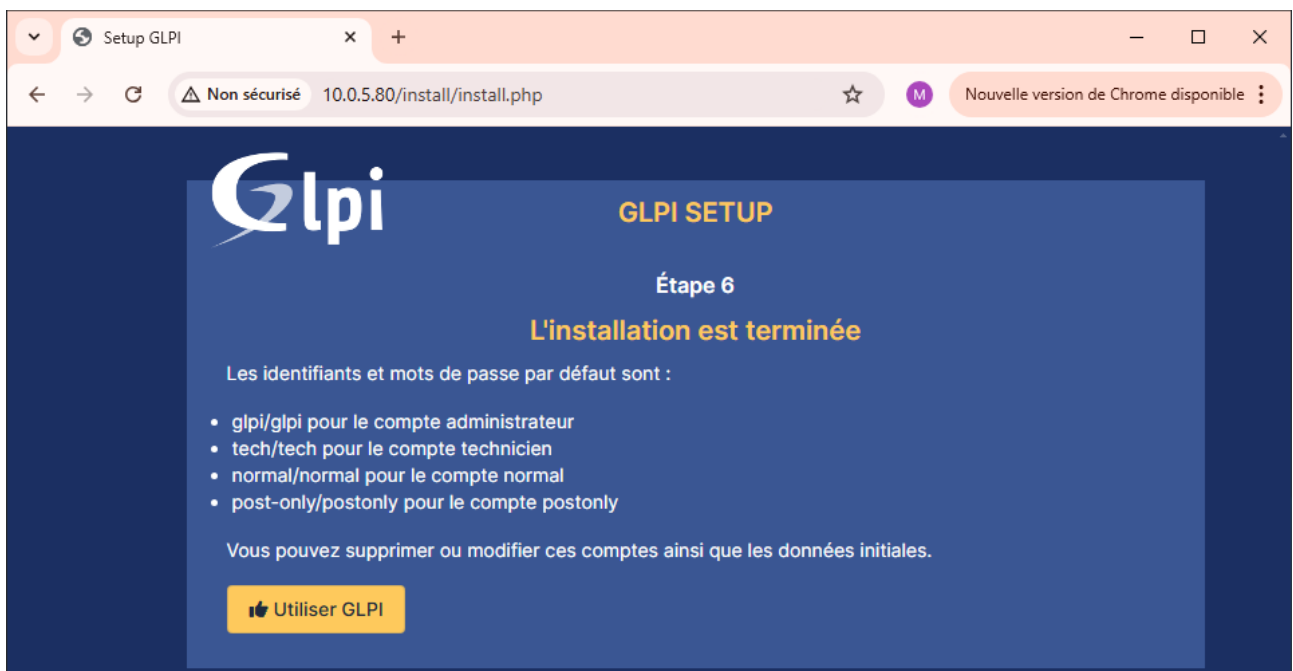 Setup GLPI
Non sécurisé 10.0.5.80/install/install.php M Nouvelle version de Chrome disponible
Glpi
GLPI SETUP
Étape 6
L'installation est terminée
Les identifiants et mots de passe par défaut sont :
• glpi/glpi pour le compte administrateur
• tech/tech pour le compte technicien
• normal/normal pour le compte normal
• post-only/postonly pour le compte postonly
Vous pouvez supprimer ou modifier ces comptes ainsi que les données initiales.
Utiliser GLPI